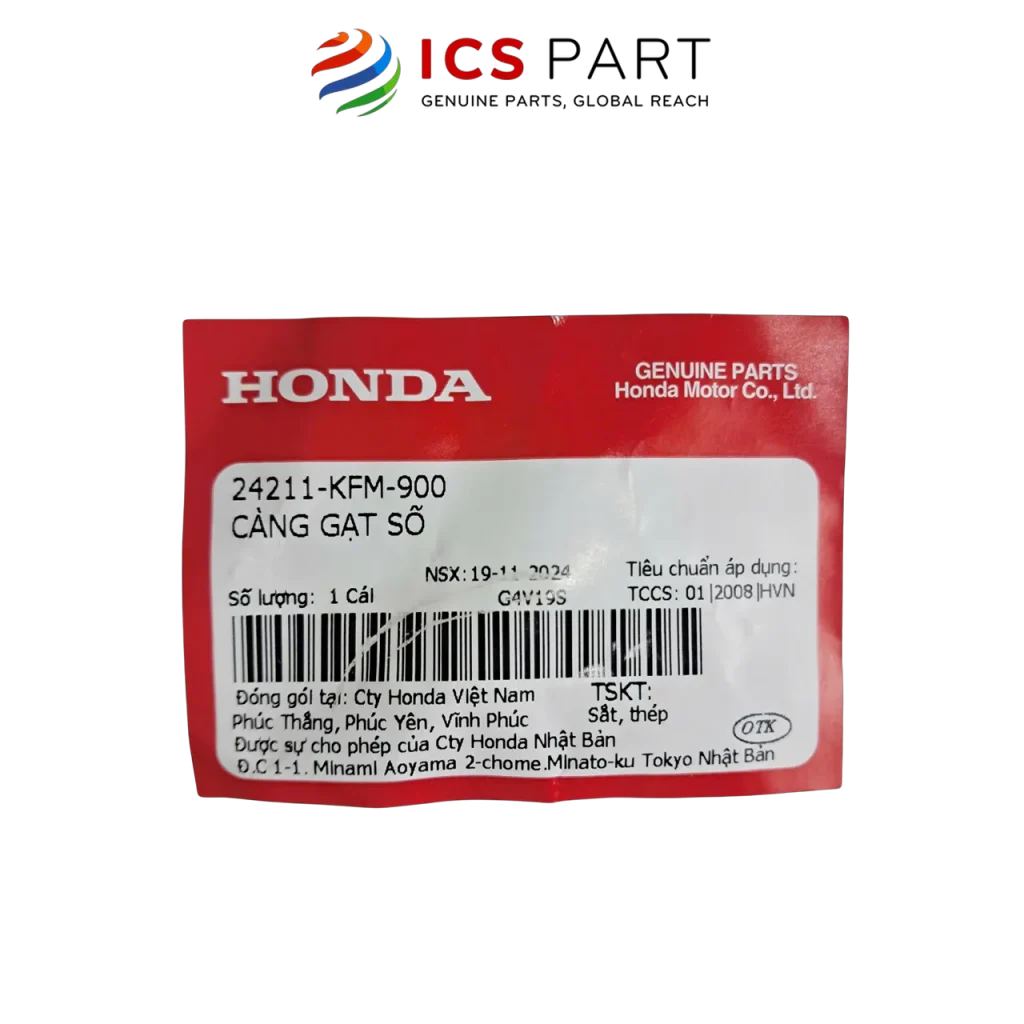 ICS PART
GENUINE PARTS, GLOBAL REACH
HONDA
GENUINE PARTS
Honda Motor Co., Ltd.
24211-KFM-900
CÀNG GẠT SỐ
NSX: 19-11-2024
Tiêu chuẩn áp dụng:
Số lượng: 1 Cái
G4V19S
TCCS: 01|2008|HVN
Đóng gói tại: Cty Honda Việt Nam
TSKT:
Phúc Thắng, Phúc Yên, Vĩnh Phúc
Sắt, thép
Được sự cho phép của Cty Honda Nhật Bản
OTK
Đ.C 1-1. Minami Aoyama 2-chome.Minato-ku Tokyo Nhật Bản